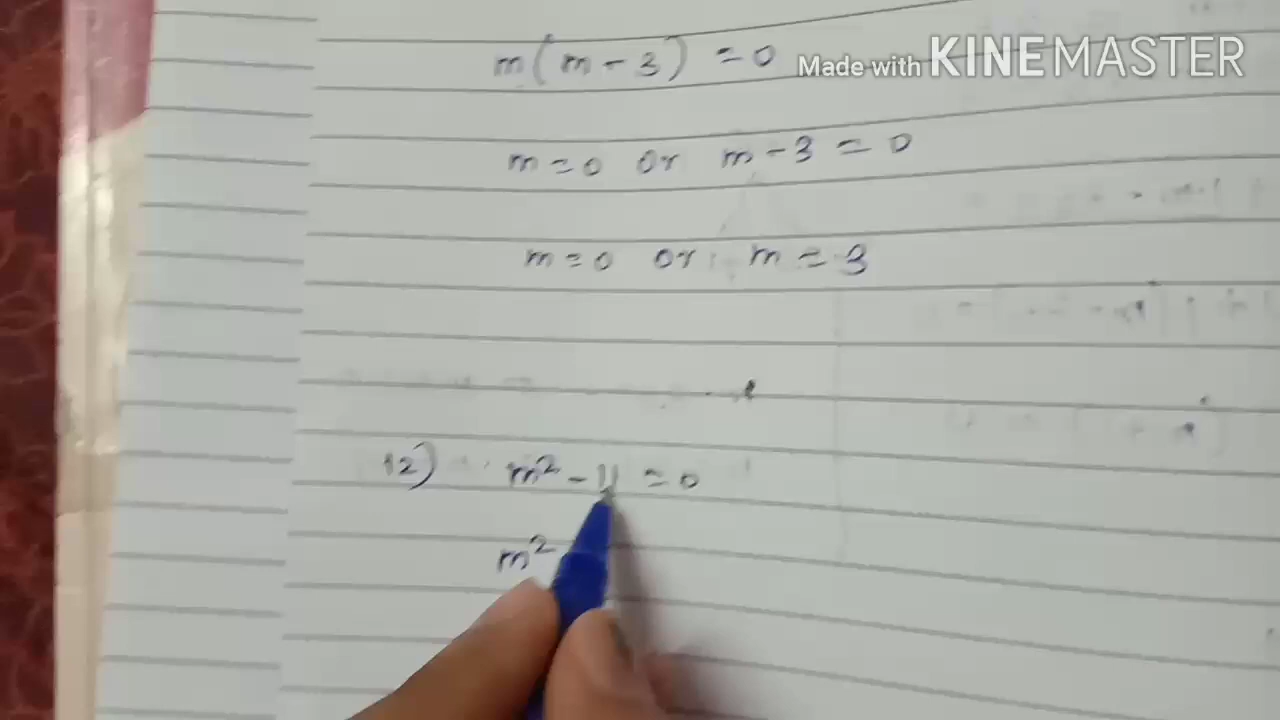 m(m-3) = 0
Made with KINEMASTER
m = 0 or m - 3 = 0
m = 0 or m = 3
12) m² - 11 = 0
m²